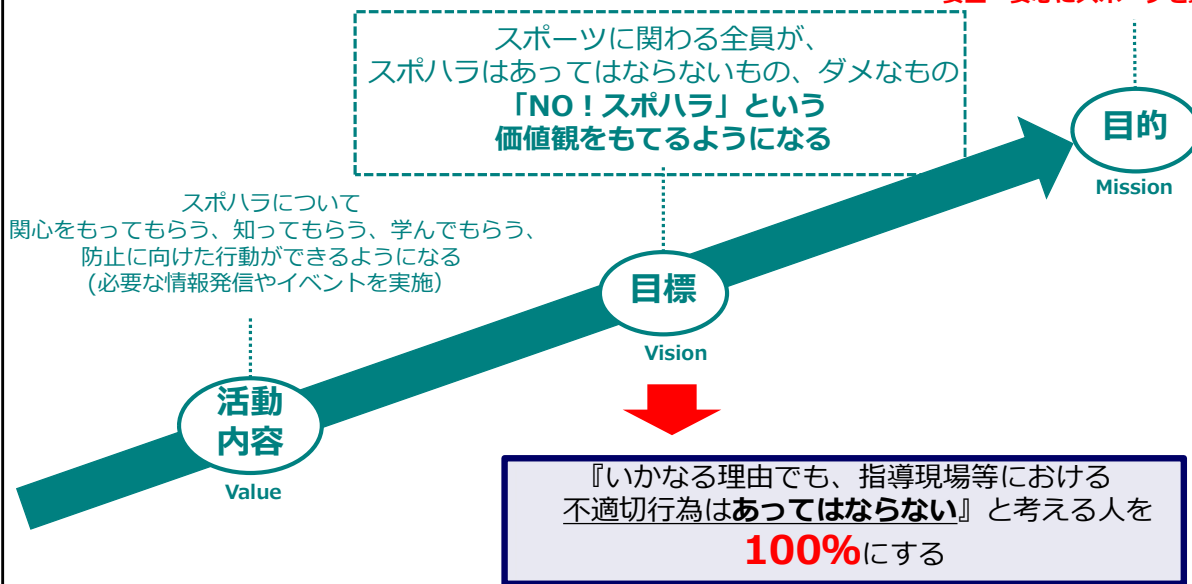 スポーツに関わる全員が、
スポハラはあってはならないもの、ダメなもの
「NO！スポハラ」という
価値観をもてるようになる
目的
Mission
スポハラについて
関心をもってもらう、知ってもらう、学んでもらう、
防止に向けた行動ができるようになる
(必要な情報発信やイベントを実施）
目標
Vision
活動
内容
Value
『いかなる理由でも、指導現場等における
不適切行為はあってはならない』と考える人を
100%にする